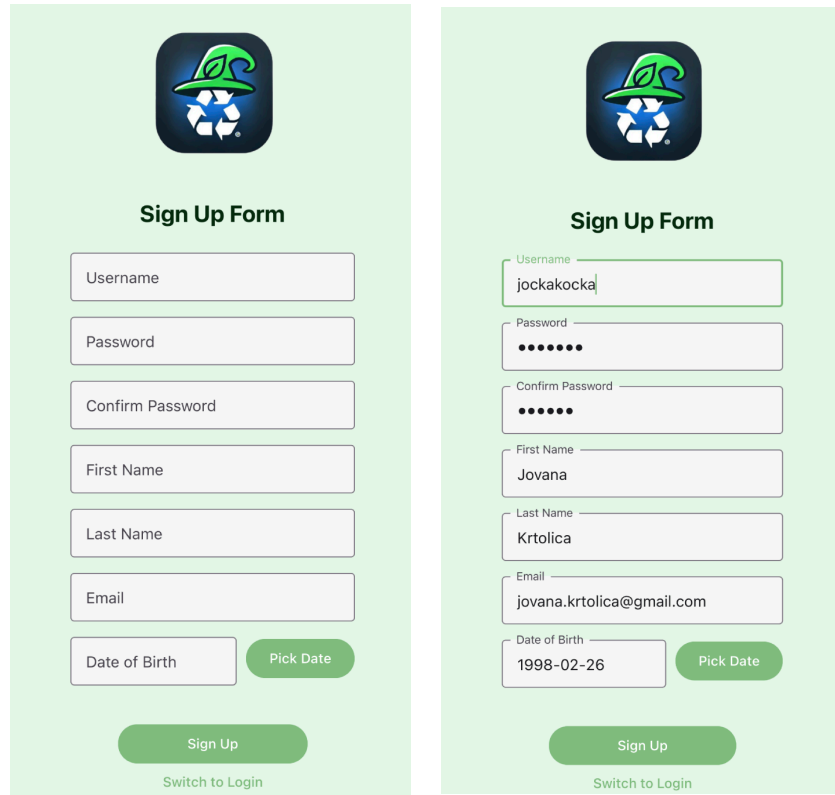 Sign Up Form
Username
Password
Confirm Password
First Name
Last Name
Email
Date of Birth
Pick Date
Sign Up
Switch to Login
Sign Up Form
Username
jockakocka
Password
•••••••
Confirm Password
••••••
First Name
Jovana
Last Name
Krtolica
Email
jovana.krtolica@gmail.com
Date of Birth
1998-02-26
Pick Date
Sign Up
Switch to Login